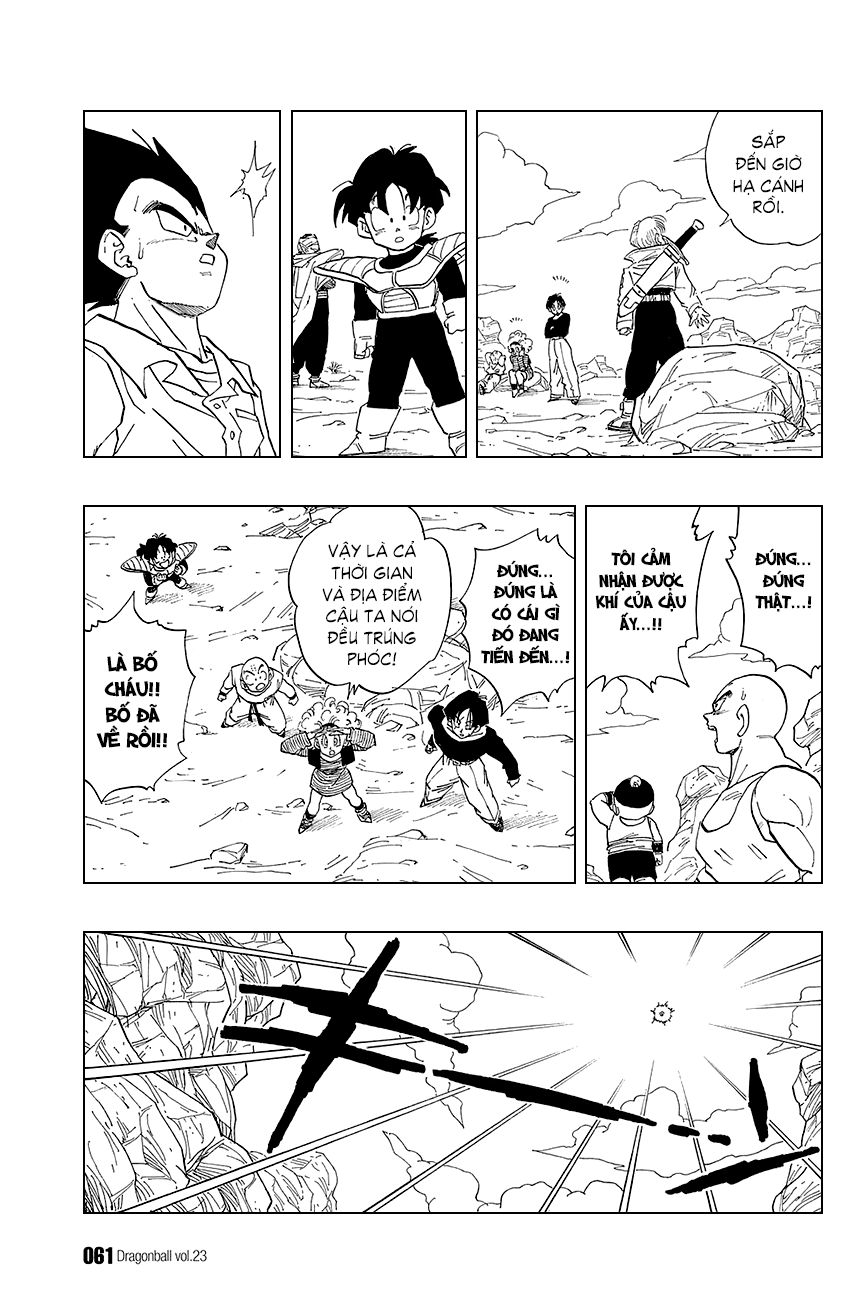 SẮP
ĐẾN GIỜ
HẠ CÁNH
RỒI.
ĐÚNG...
ĐÚNG
THẬT...!
TÔI CẢM
NHẬN ĐƯỢC
KHÍ CỦA CẬU
ẤY...!!
ĐÚNG...
ĐÚNG LÀ
CÓ CÁI GÌ
ĐÓ ĐANG
TIẾN ĐẾN...!
VẬY LÀ CẢ
THỜI GIAN
VÀ ĐỊA ĐIỂM
CẬU TA NÓI
ĐỀU TRÚNG
PHÓC!
LÀ BỐ
CHÁU!!
BỐ ĐÃ
VỀ RỒI!!
061 Dragonball vol.23